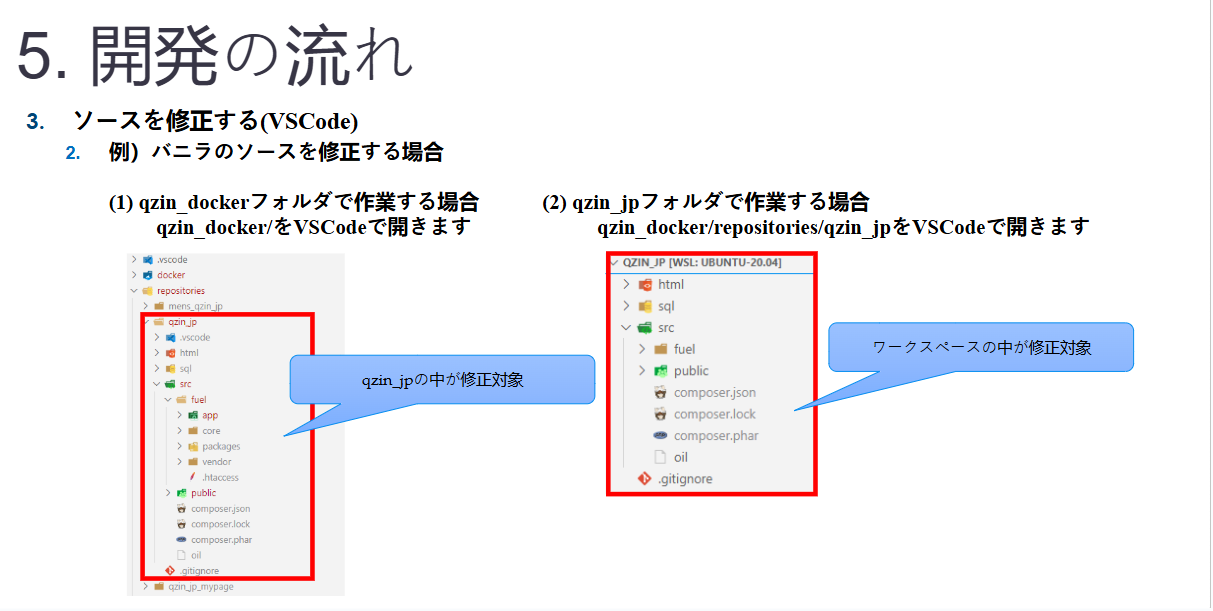 5. 開発の流れ
3. ソースを修正する(VSCode)
2. 例）バニラのソースを修正する場合
(1) qzin_dockerフォルダで作業する場合
qzin_docker/をVSCodeで開きます
.vscode
docker
repositories
mens_qzin_jp
qzin_jp
.vscode
html
sql
src
fuel
app
core
packages
vendor
.htaccess
public
composer.json
composer.lock
composer.phar
oil
.gitignore
qzin_jp_mypage
qzin_jpの中が修正対象
(2) qzin_jpフォルダで作業する場合
qzin_docker/repositories/qzin_jpをVSCodeで開きます
QZIN_JP [WSL: UBUNTU-20.04]
html
sql
src
fuel
public
composer.json
composer.lock
composer.phar
oil
.gitignore
ワークスペースの中が修正対象